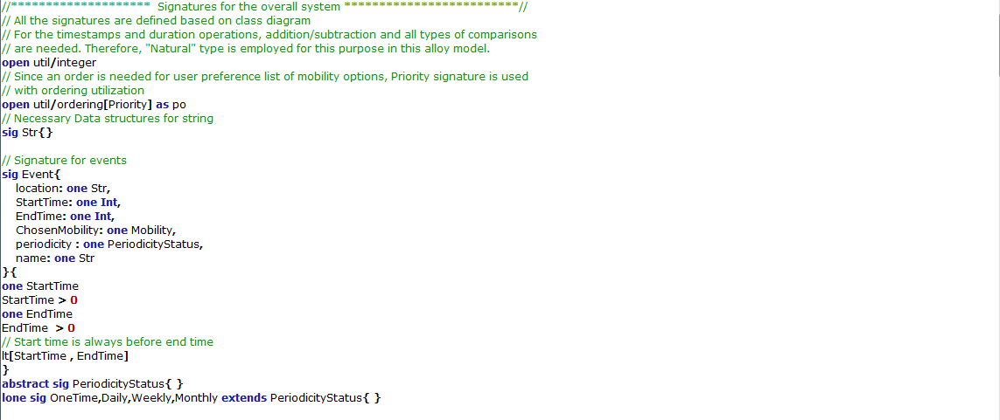 //********************  Signatures for the overall system *************************//
// All the signatures are defined based on class diagram
// For the timestamps and duration operations, addition/subtraction and all types of comparisons
// are needed. Therefore, "Natural" type is employed for this purpose in this alloy model.
open util/integer
// Since an order is needed for user preference list of mobility options, Priority signature is used
// with ordering utilization
open util/ordering[Priority] as po
// Necessary Data structures for string
sig Str{}
// Signature for events
sig Event{
location: one Str,
StartTime: one Int,
EndTime: one Int,
ChosenMobility: one Mobility,
periodicity : one PeriodicityStatus,
name: one Str
}{
one StartTime
StartTime > 0
one EndTime
EndTime  > 0
// Start time is always before end time
lt[StartTime , EndTime]
}
abstract sig PeriodicityStatus{ }
lone sig OneTime,Daily,Weekly,Monthly extends PeriodicityStatus{ }